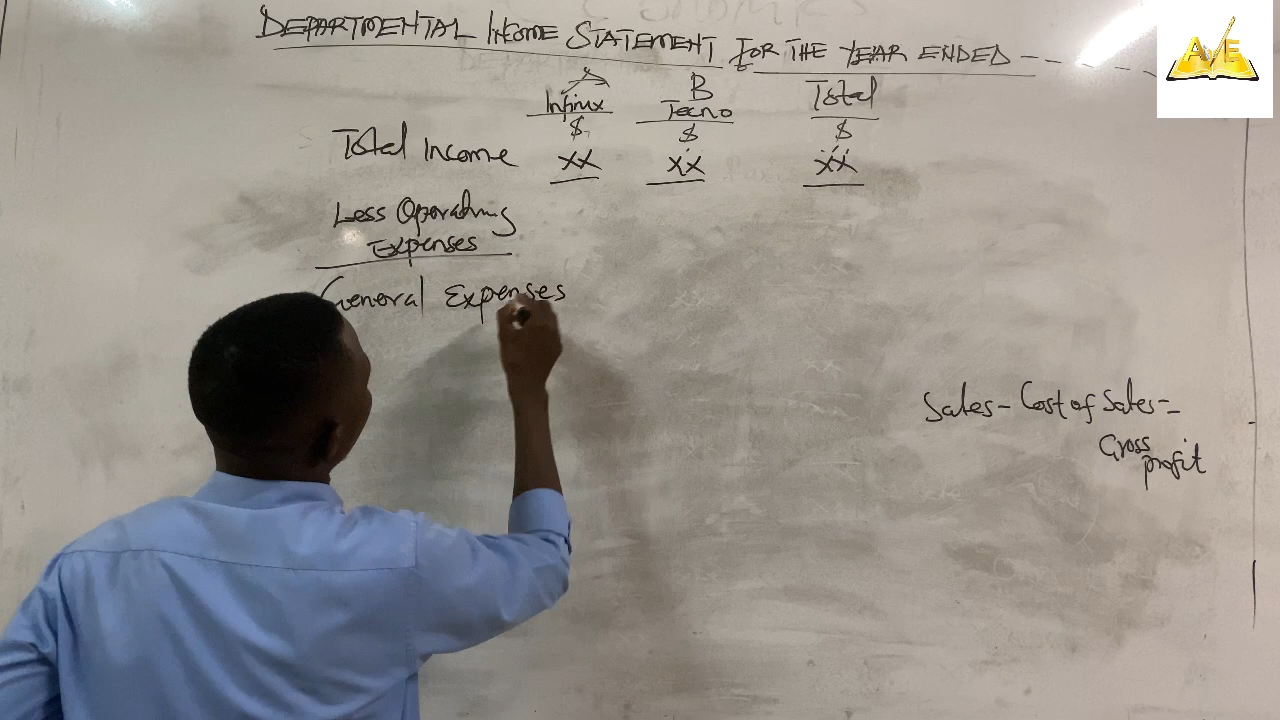 DEPARTMENTAL INCOME STATEMENT FOR THE YEAR ENDED
A
Infinix
B
Tecno
Total
$ $ $
Total Income XX XX XX
Less Operating
Expenses
General Expenses
Sales - Cost of Sales =
Gross
profit
A E